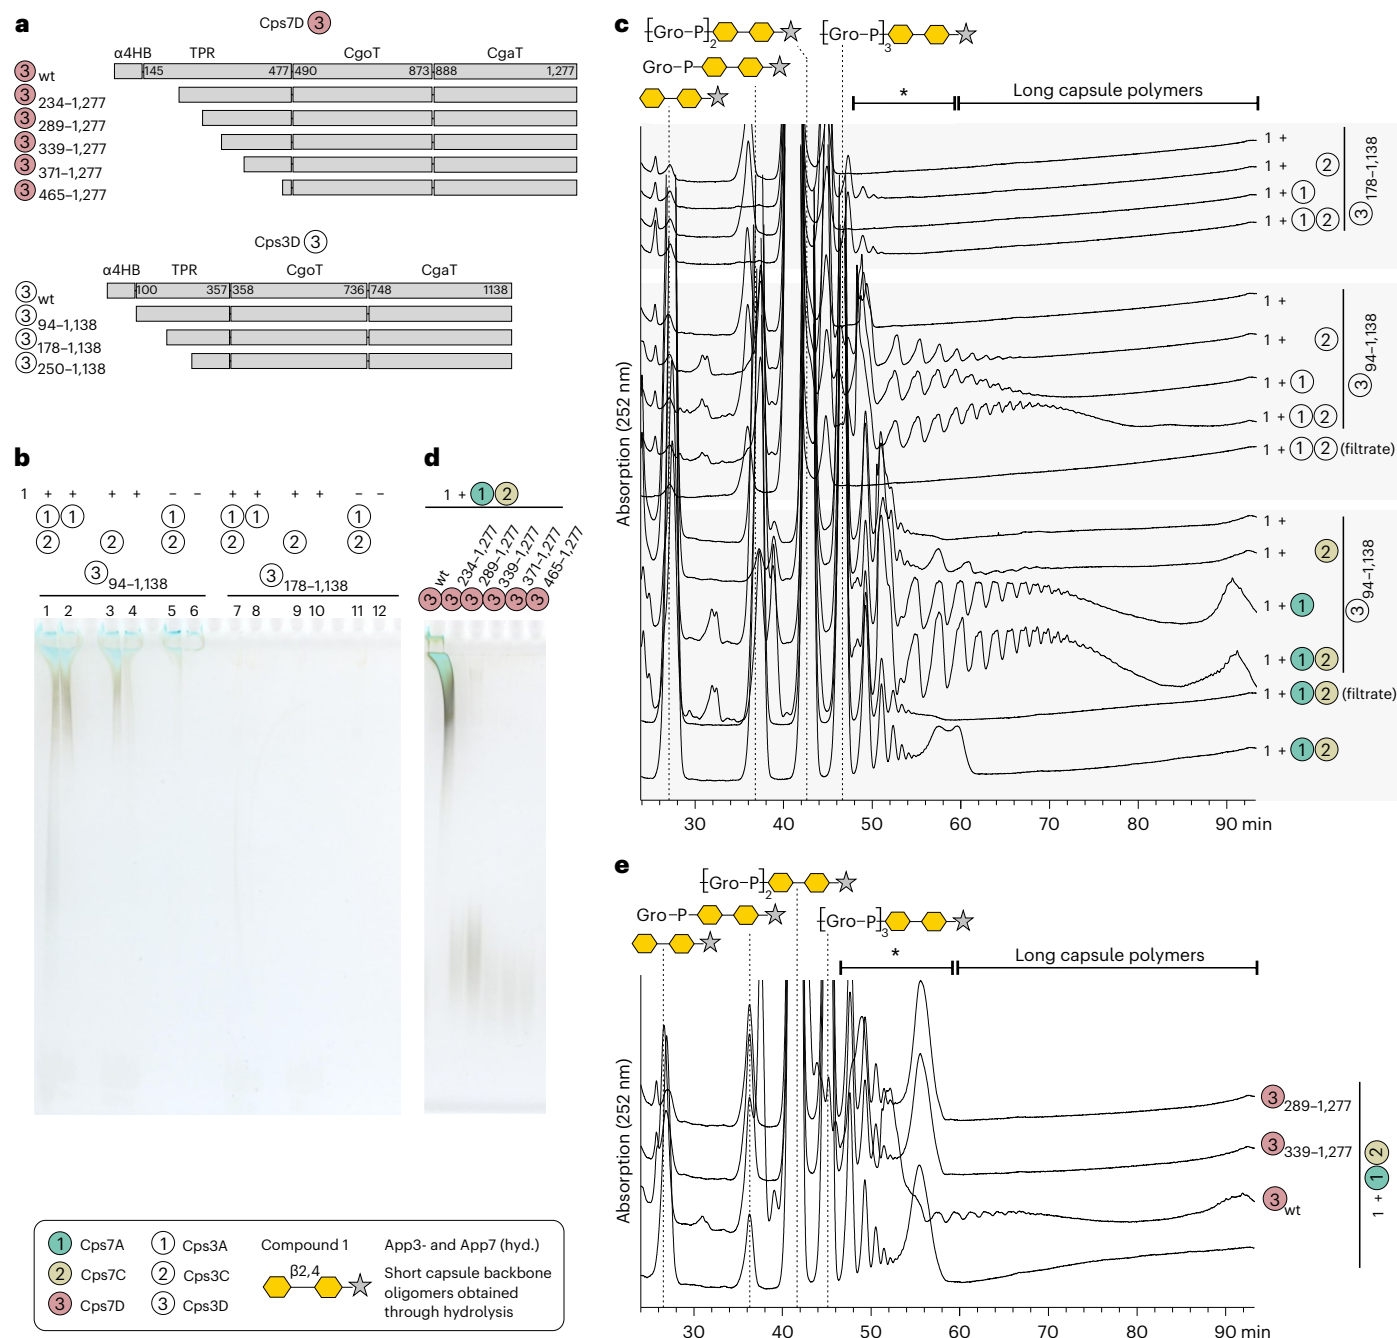 a
Cps7D 3
α4HB TPR CgoT CgaT
3 wt 145 477 490 873 888 1,277
3 234–1,277
3 289–1,277
3 339–1,277
3 371–1,277
3 465–1,277
Cps3D 3
α4HB TPR CgoT CgaT
3 wt 100 357 358 736 748 1138
3 94–1,138
3 178–1,138
3 250–1,138
b
1 + + + + − − + + + + − −
1 1 1 1 1 1
2 2 2 2 2 2
3 94–1,138 3 178–1,138
1 2 3 4 5 6 7 8 9 10 11 12
d
1 + 1 2
wt 234–1,277 289–1,277 339–1,277 371–1,277 465–1,277
3 3 3 3 3 3
c
[Gro–P]2 [Gro–P]3
Gro–P
* Long capsule polymers
Absorption (252 nm)
1 +
1 + 2
1 + 1
1 + 1 2
3 178–1,138
1 +
1 + 2
1 + 1
1 + 1 2
1 + 1 2 (filtrate)
3 94–1,138
1 +
1 + 2
1 + 1
1 + 1 2
1 + 1 2 (filtrate)
1 + 1 2
3 94–1,138
30 40 50 60 70 80 90 min
e
[Gro–P]2
Gro–P [Gro–P]3
* Long capsule polymers
Absorption (252 nm)
3 289–1,277
3 339–1,277
3 wt
1 + 1 2
30 40 50 60 70 80 90 min
1 Cps7A 1 Cps3A Compound 1 App3- and App7 (hyd.)
2 Cps7C 2 Cps3C β2,4 Short capsule backbone
oligomers obtained
3 Cps7D 3 Cps3D through hydrolysis